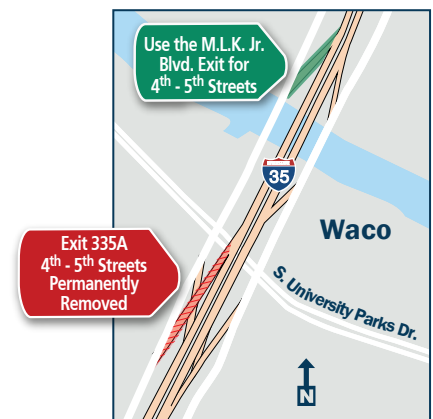 Use the M.L.K. Jr.
Blvd. Exit for
4th - 5th Streets
35
Waco
Exit 335A
4th - 5th Streets
Permanently
Removed
S. University Parks Dr.
N